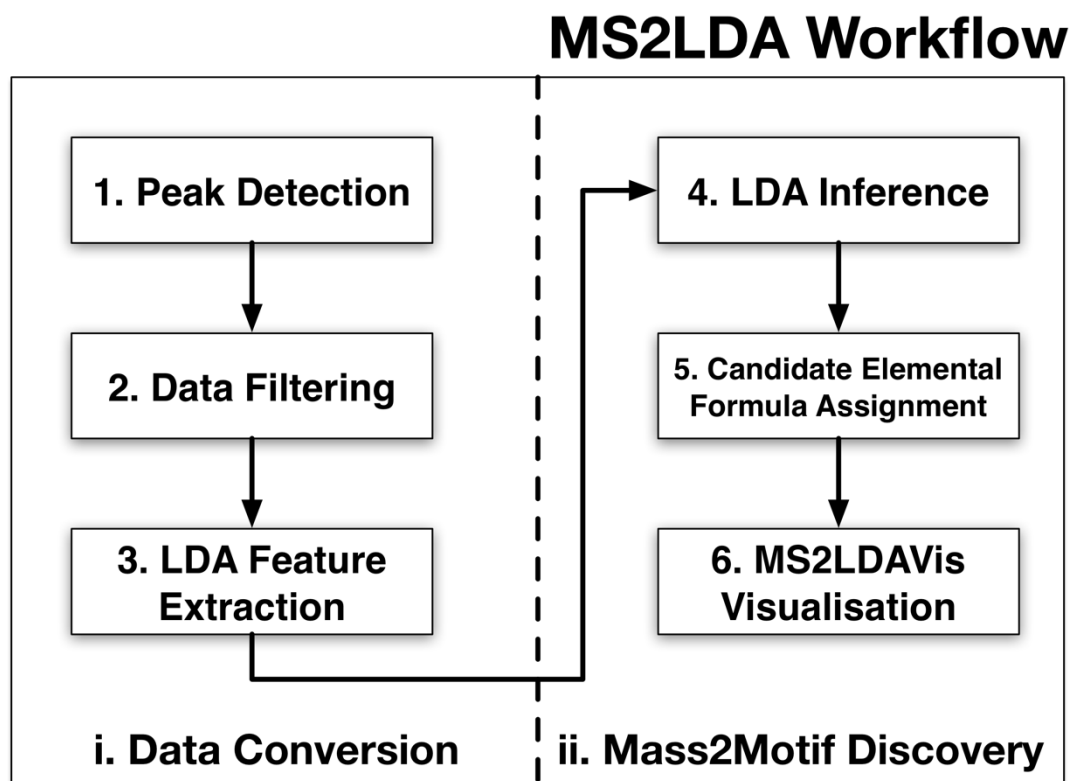 MS2LDA Workflow
1. Peak Detection
2. Data Filtering
3. LDA Feature
Extraction
i. Data Conversion
4. LDA Inference
5. Candidate Elemental
Formula Assignment
6. MS2LDAVis
Visualisation
ii. Mass2Motif Discovery